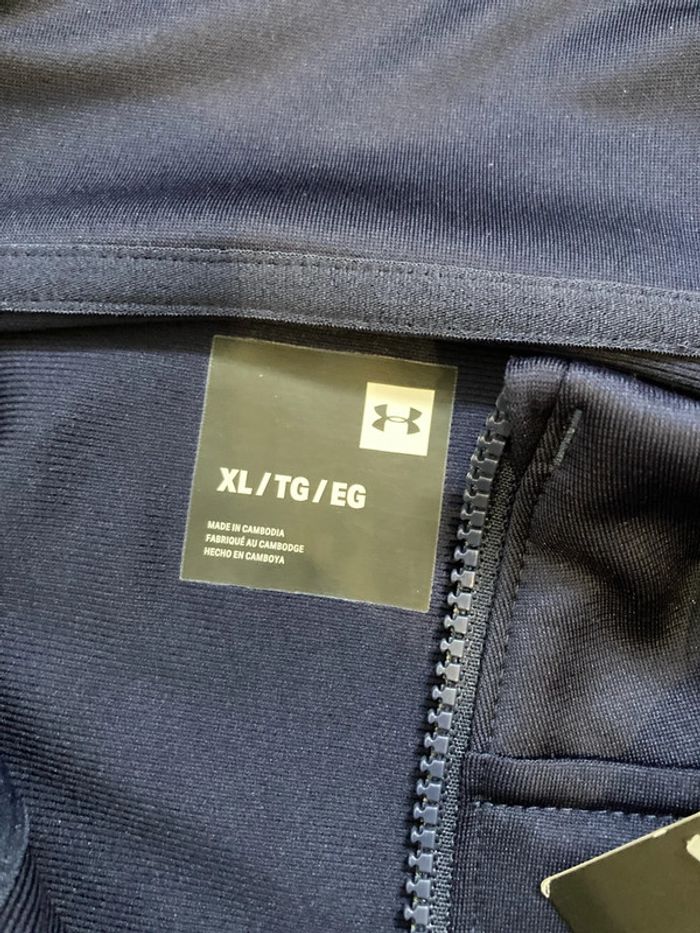 XL/TG/EG
MADE IN CAMBODIA
FABRIQUÉ AU CAMBODGE
HECHO EN CAMBOYA